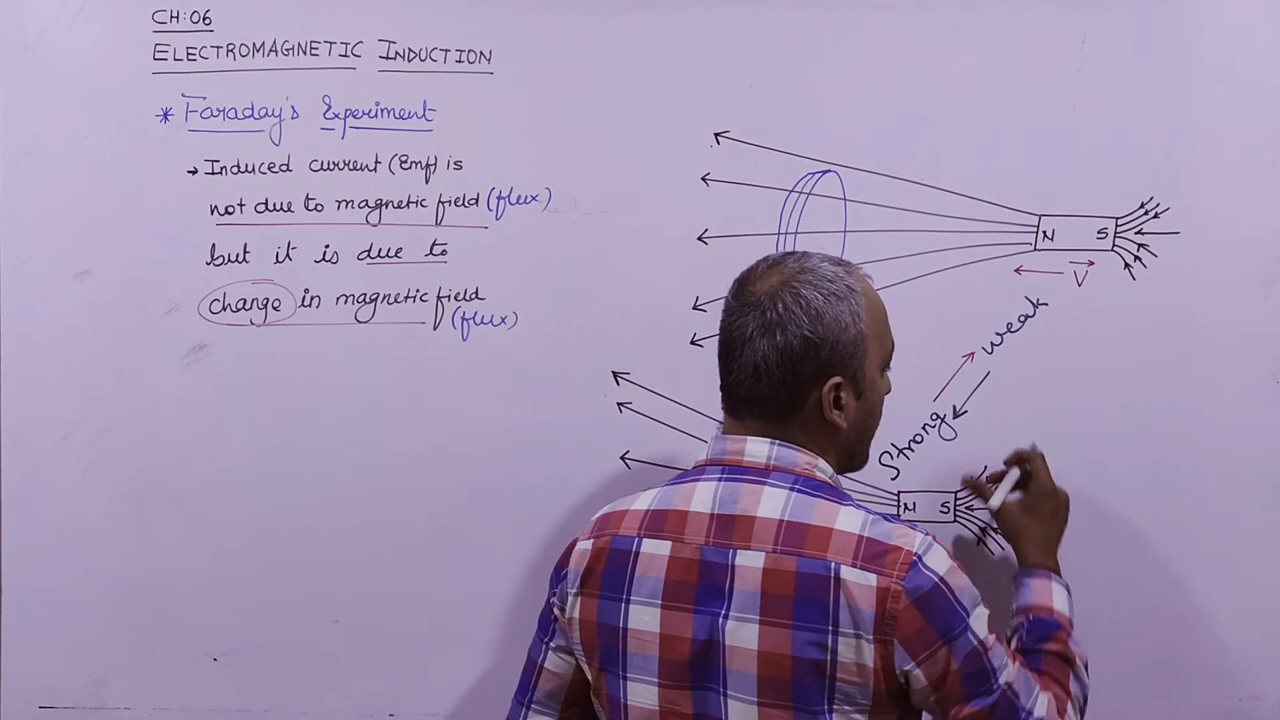 CH:06
ELECTROMAGNETIC INDUCTION
* Faraday's Experiment
→ Induced current (Emf) is
not due to magnetic field (flux)
but it is due to
change in magnetic field
(flux)
N S
V
weak
Strong
N S